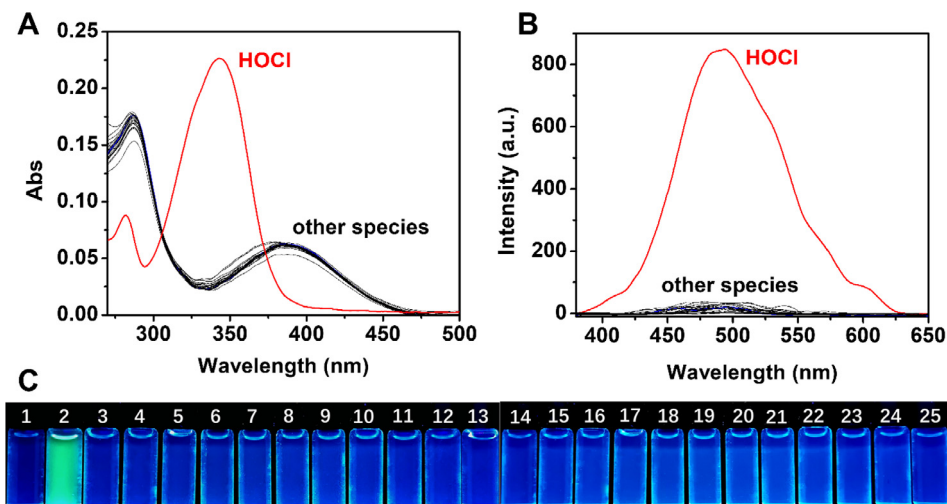 A
0.25
0.20
0.15
0.10
0.05
0.00
Abs
HOCl
other species
300 350 400 450 500
Wavelength (nm)
B
800
600
400
200
0
Intensity (a.u.)
HOCl
other species
400 450 500 550 600 650
Wavelength (nm)
C
1 2 3 4 5 6 7 8 9 10 11 12 13 14 15 16 17 18 19 20 21 22 23 24 25